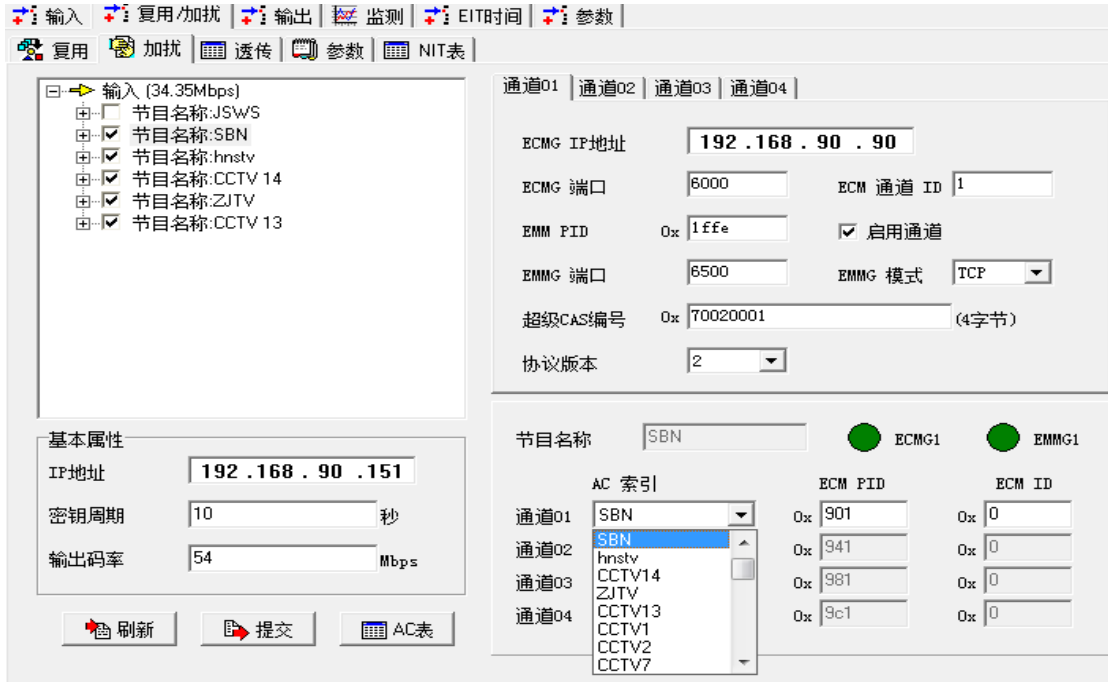 输入 复用/加扰 输出 监测 EIT时间 参数
复用 加扰 透传 参数 NIT表
输入 (34.35Mbps)
节目名称:JSWS
节目名称:SBN
节目名称:hnstv
节目名称:CCTV 14
节目名称:ZJTV
节目名称:CCTV 13
基本属性
IP地址 192 .168 . 90 .151
密钥周期 10 秒
输出码率 54 Mbps
刷新 提交 AC表
通道01 通道02 通道03 通道04
ECMG IP地址 192 .168 . 90 . 90
ECMG 端口 6000 ECM 通道 ID 1
EMM PID 0x 1ffe 启用通道
EMMG 端口 6500 EMMG 模式 TCP
超级CAS编号 0x 70020001 (4字节)
协议版本 2
节目名称 SBN ECMG1 EMMG1
AC 索引 ECM PID ECM ID
通道01 SBN 0x 901 0x 0
通道02 0x 941 0x 0
通道03 0x 981 0x 0
通道04 0x 9c1 0x 0
SBN
hnstv
CCTV14
ZJTV
CCTV13
CCTV1
CCTV2
CCTV7